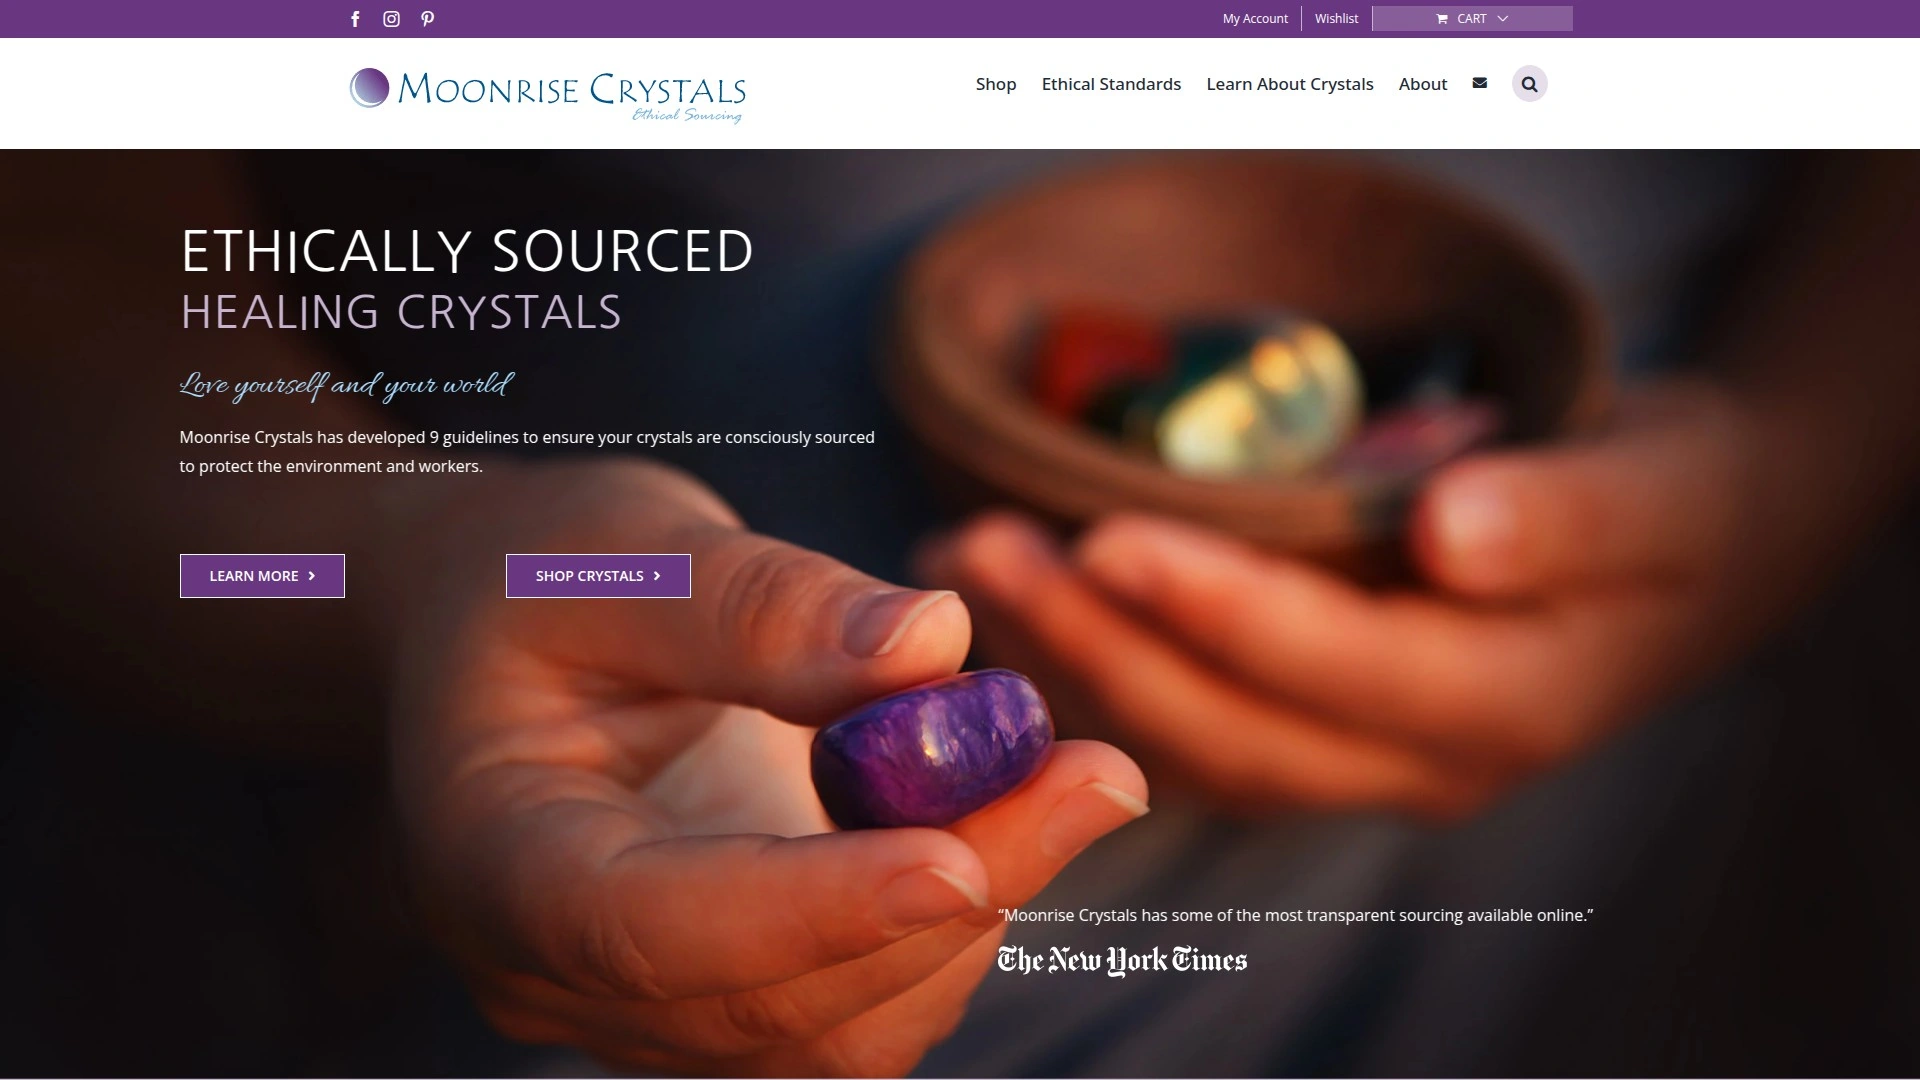 My Account
Wishlist
CART
MOONRISE CRYSTALS
Ethical Sourcing
Shop
Ethical Standards
Learn About Crystals
About
ETHICALLY SOURCED
HEALING CRYSTALS
Love yourself and your world
Moonrise Crystals has developed 9 guidelines to ensure your crystals are consciously sourced
to protect the environment and workers.
LEARN MORE
SHOP CRYSTALS
“Moonrise Crystals has some of the most transparent sourcing available online.”
The New York Times